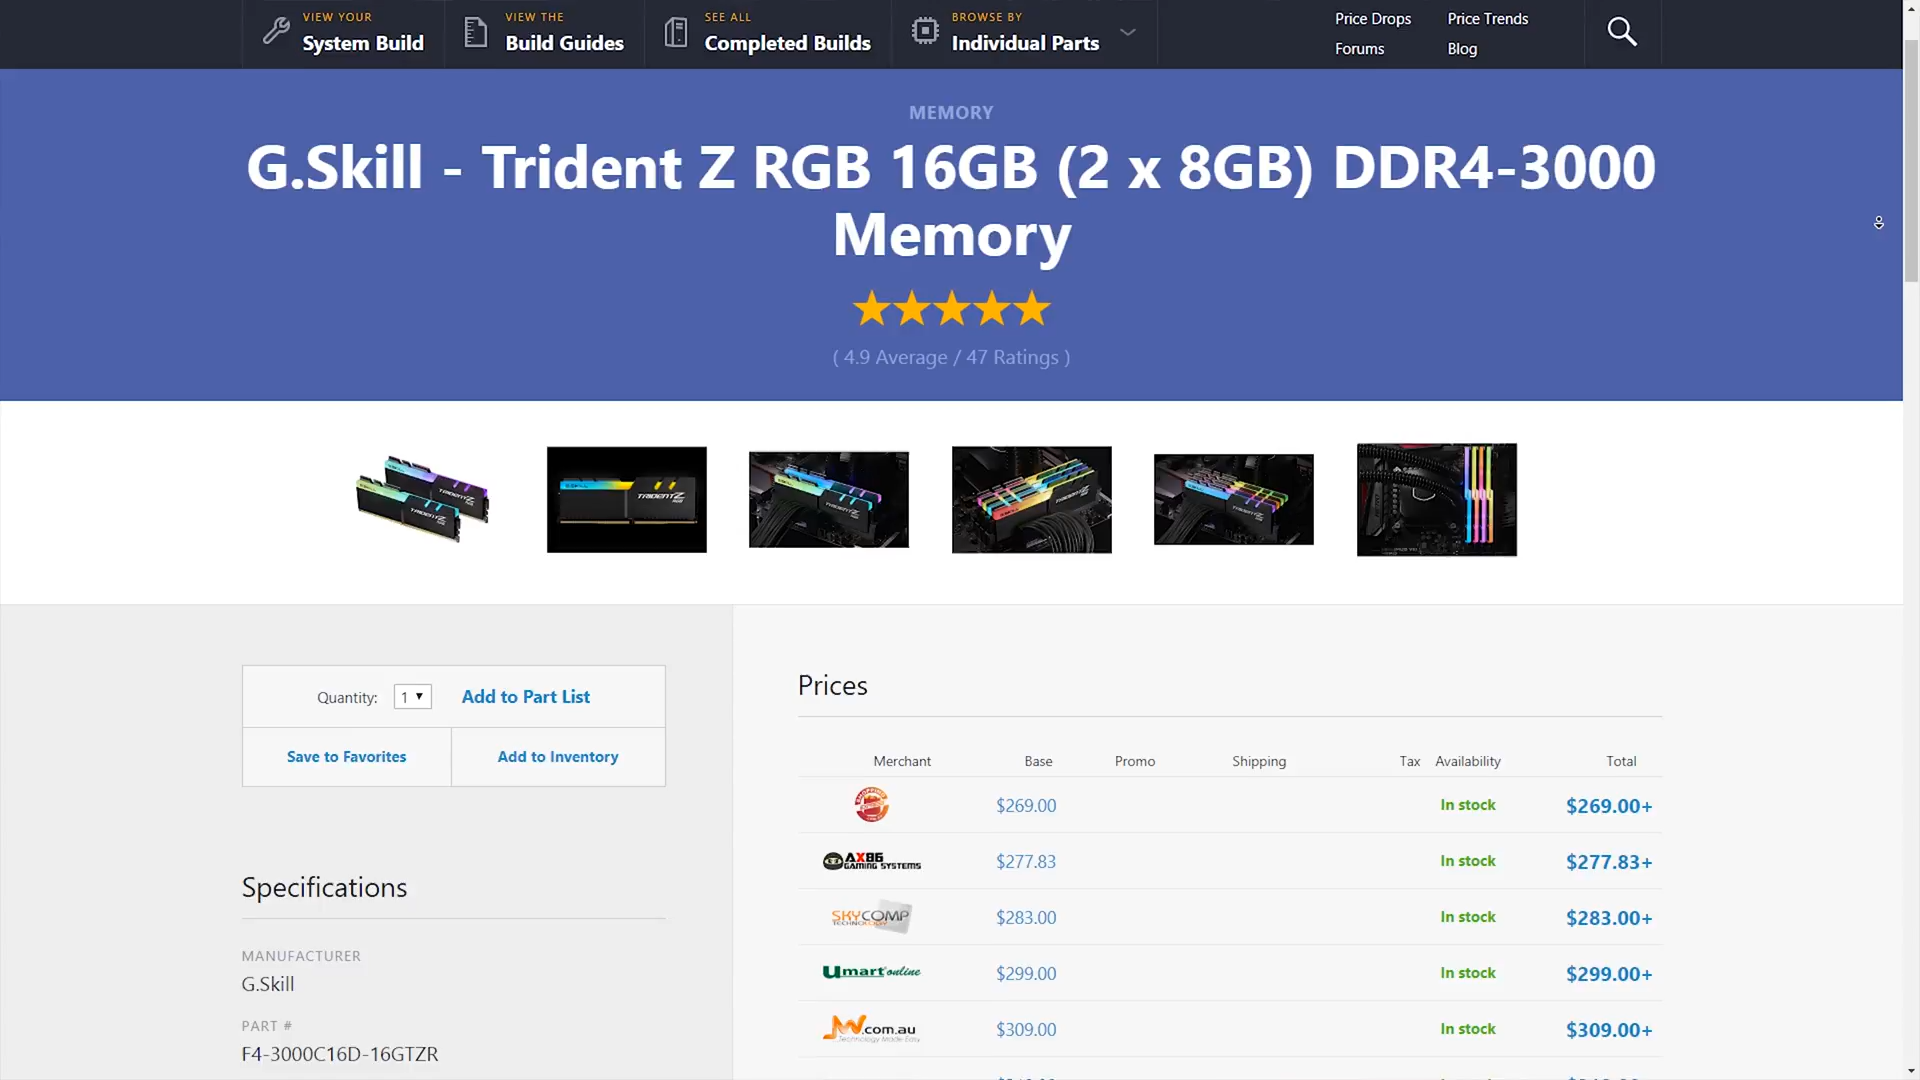 VIEW YOUR
System Build
VIEW THE
Build Guides
SEE ALL
Completed Builds
BROWSE BY
Individual Parts
Price Drops
Price Trends
Forums
Blog
MEMORY
G.Skill - Trident Z RGB 16GB (2 x 8GB) DDR4-3000
Memory
( 4.9 Average / 47 Ratings )
TRIDENT Z
TRIDENT Z
Quantity: 1 Add to Part List
Save to Favorites
Add to Inventory
Specifications
MANUFACTURER
G.Skill
PART #
F4-3000C16D-16GTZR
Prices
Merchant Base Promo Shipping Tax Availability Total
$269.00 In stock $269.00+
AX86 GAMING SYSTEMS $277.83 In stock $277.83+
SKYCOMP TECHNOLOGY $283.00 In stock $283.00+
Umart online $299.00 In stock $299.00+
MW.com.au Technology Made Easy $309.00 In stock $309.00+